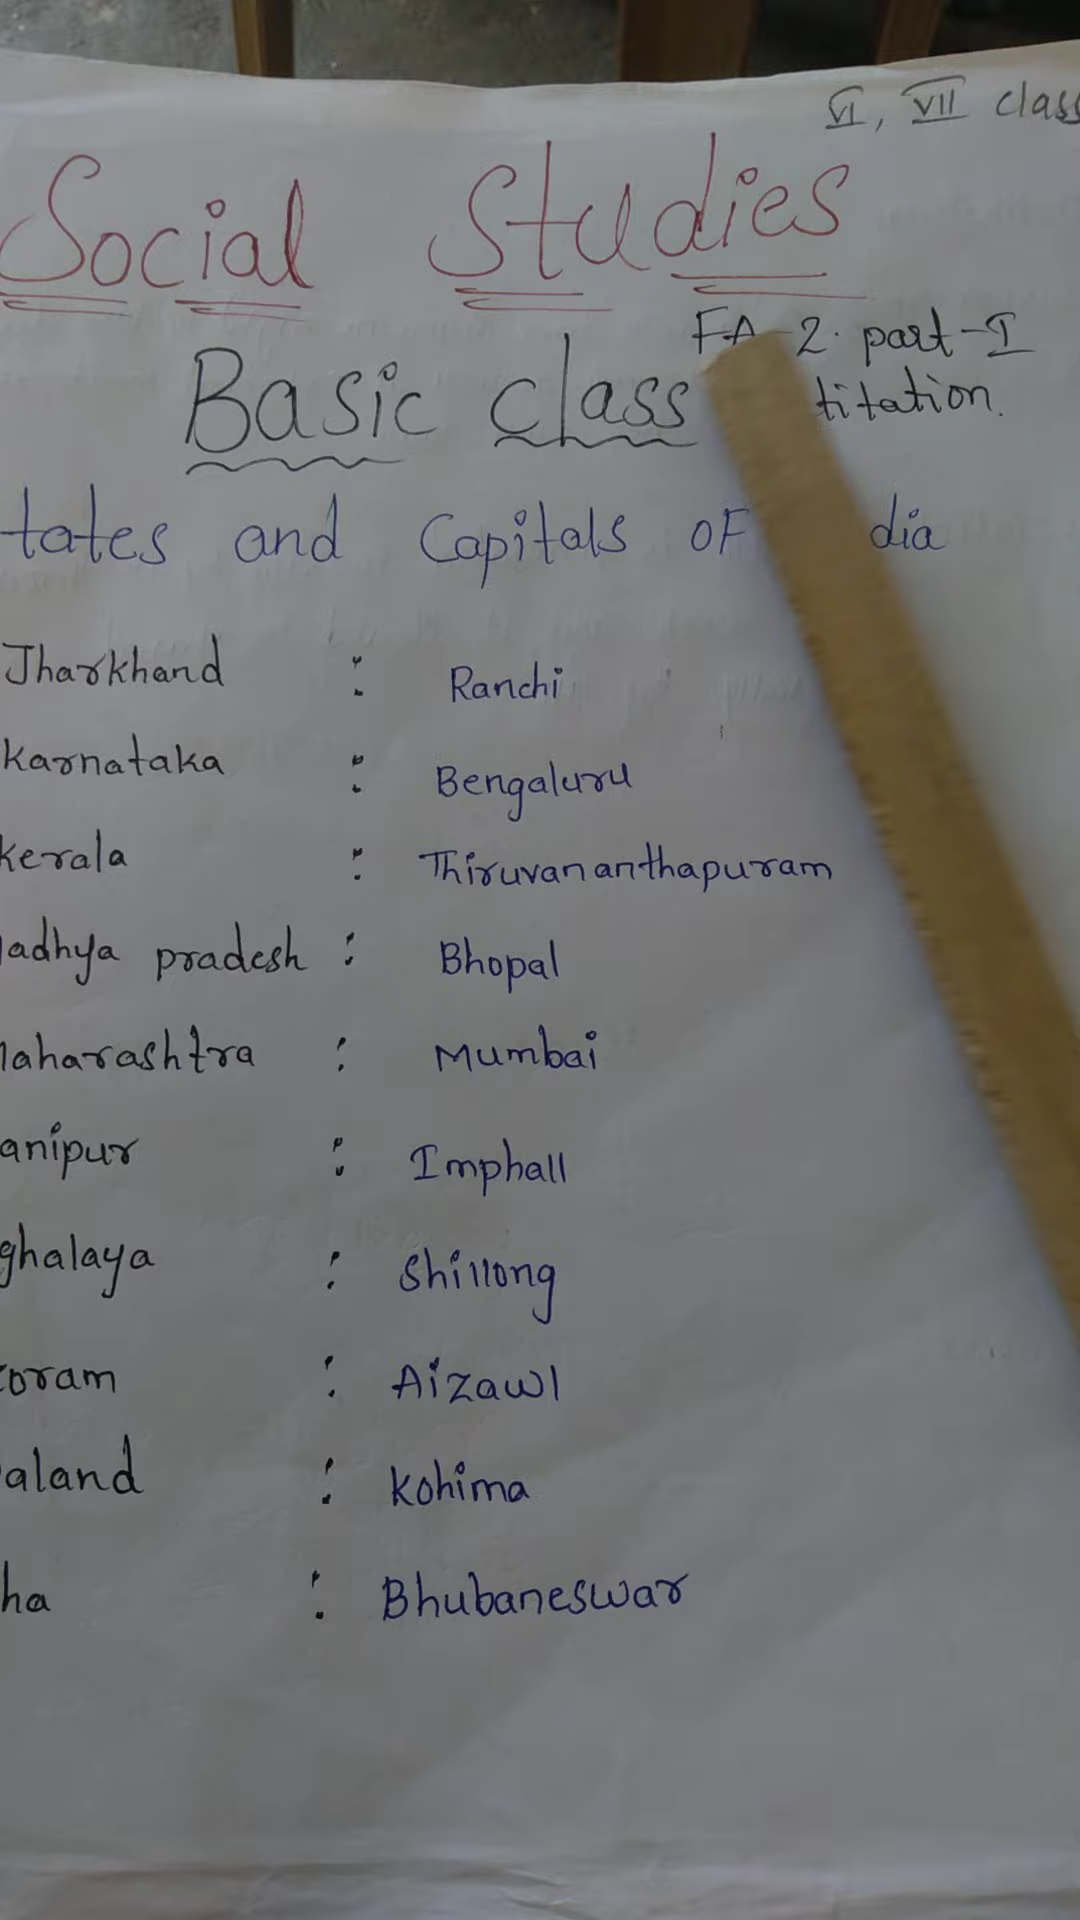 VI, VII class
Social Studies
FA-2. part-I
Basic class
titation.
tates and Capitals OF dia
Jharkhand : Ranchi
Karnataka : Bengaluru
Kerala : Thiruvananthapuram
adhya pradesh : Bhopal
aharashtra : Mumbai
anipur : Imphall
ghalaya : Shillong
oram : Aizawl
aland : Kohima
ha : Bhubaneswar